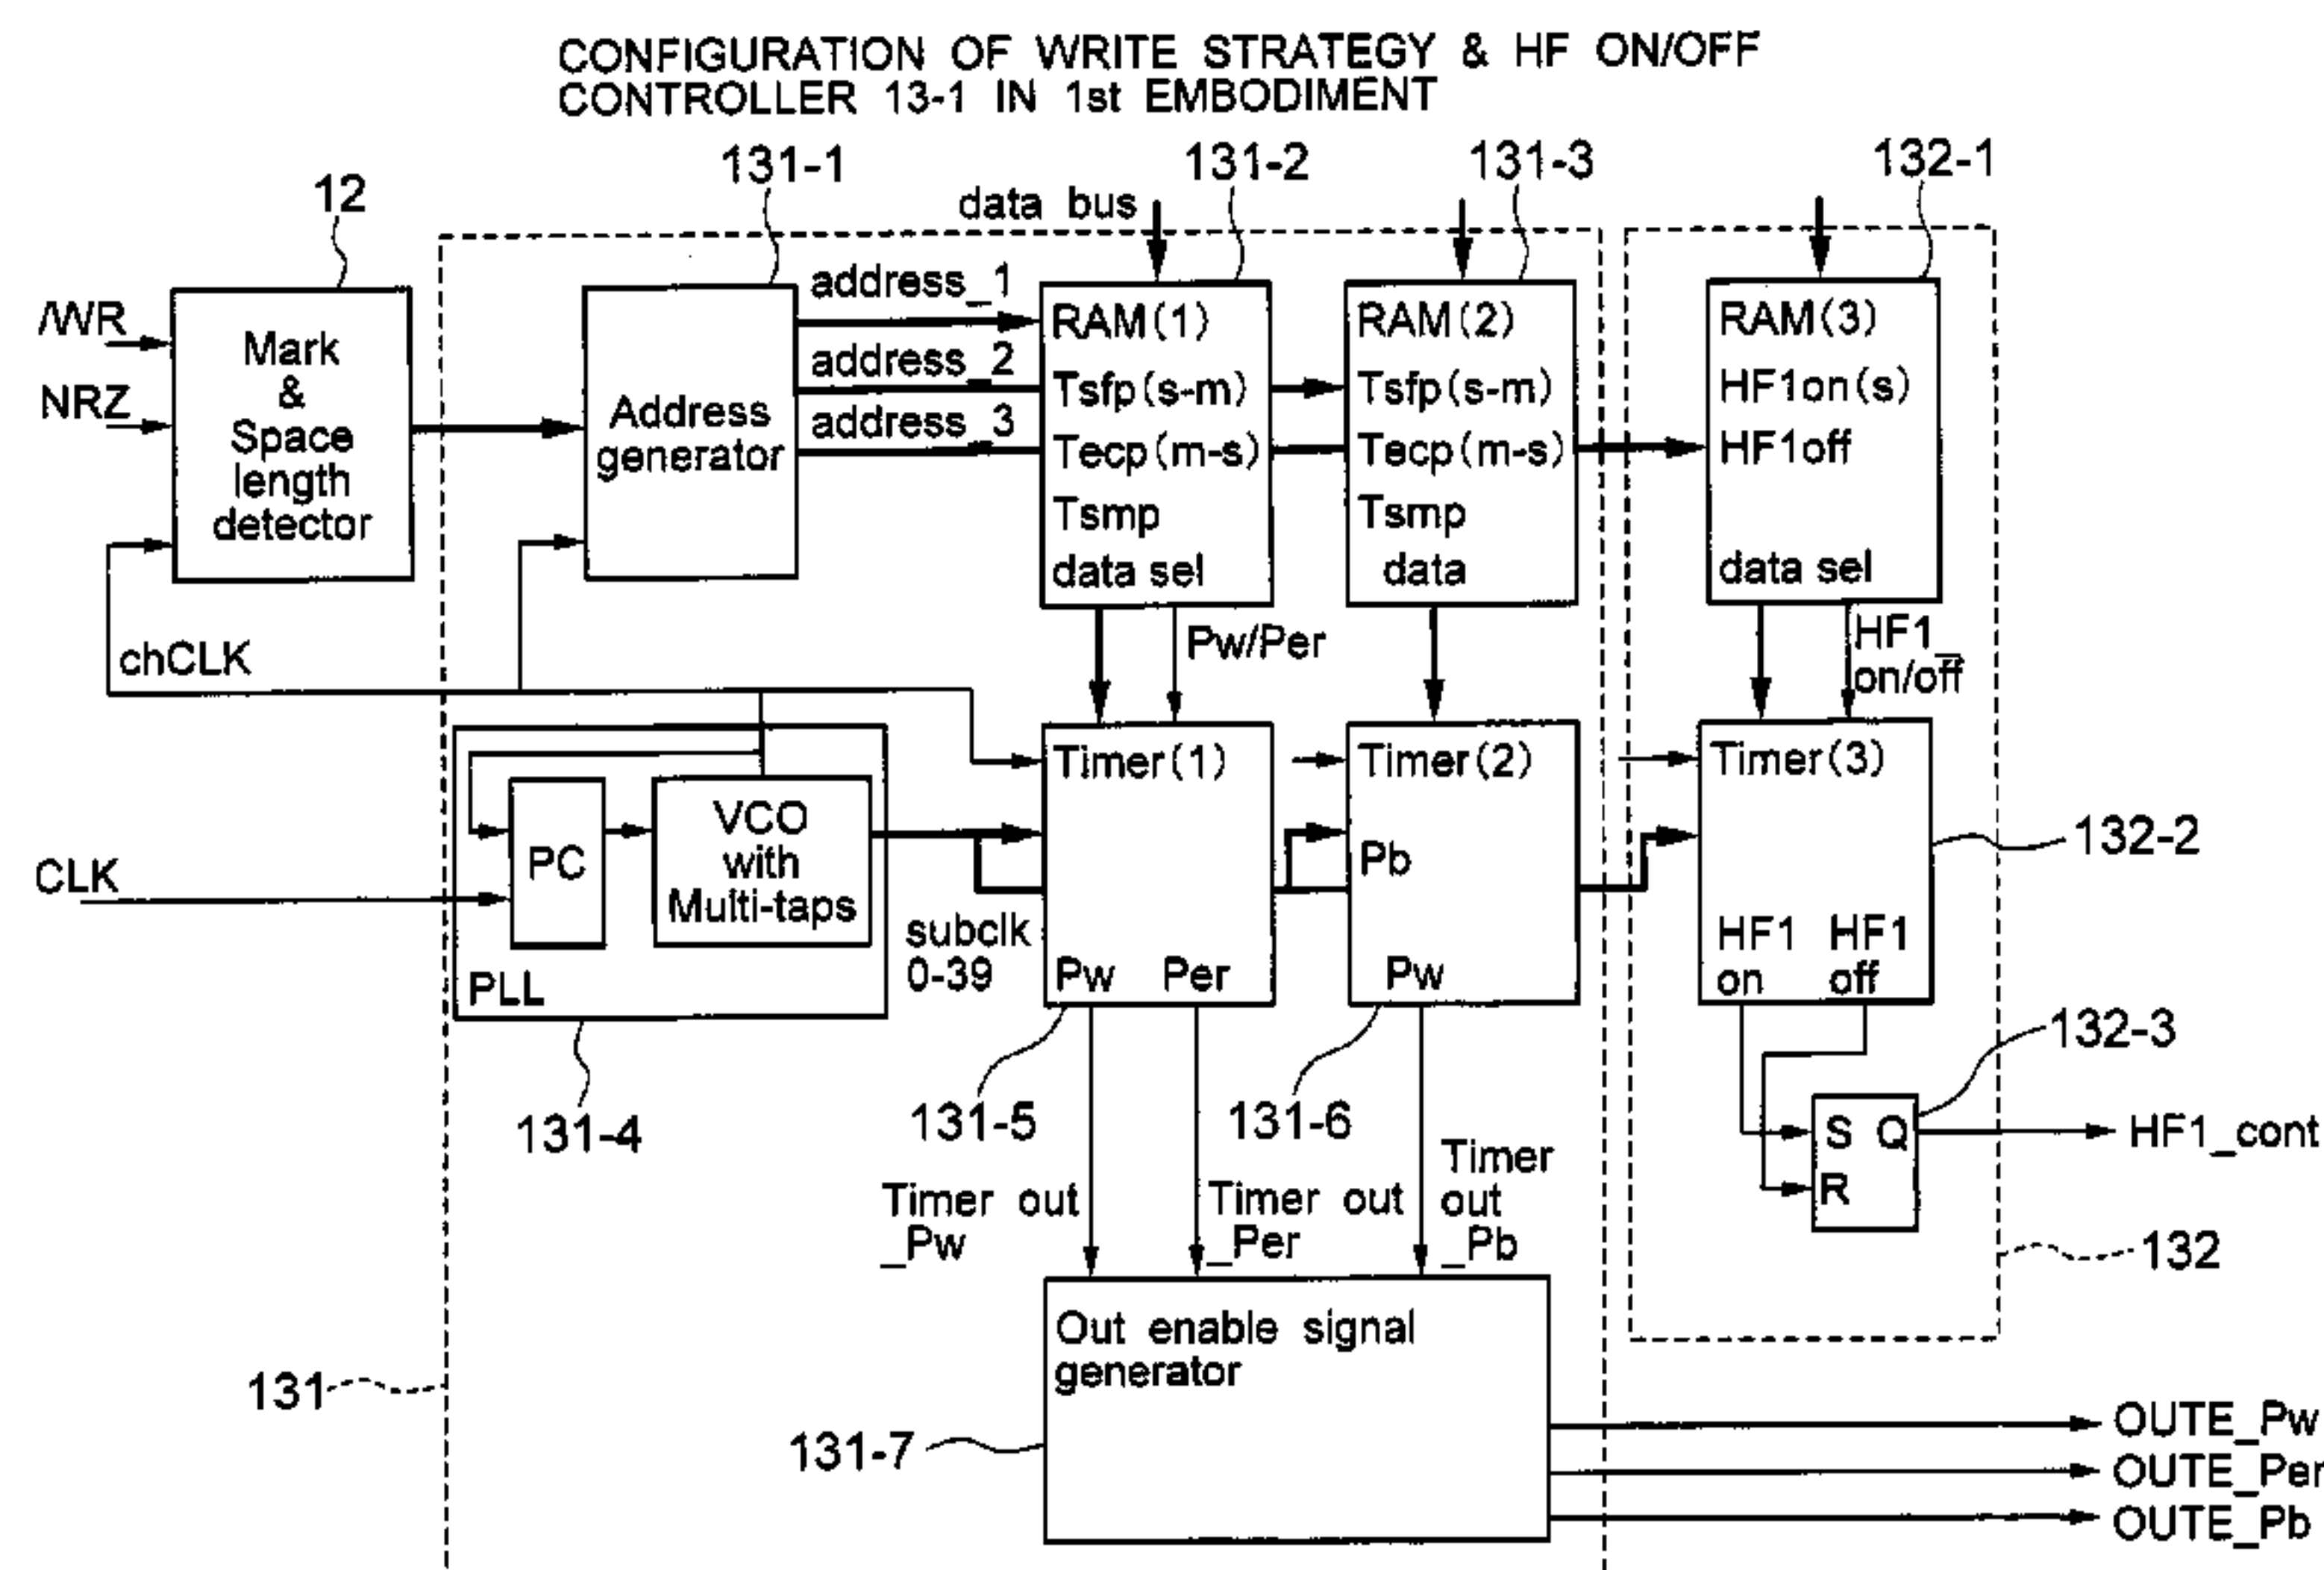 CONFIGURATION OF WRITE STRATEGY & HF ON/OFF
CONTROLLER 13-1 IN 1st EMBODIMENT
12
131-1
data bus
131-2
131-3
132-1
/WR
NRZ
Mark
&
Space
length
detector
Address
generator
address_1
address_2
address_3
RAM(1)
Tsfp(s-m)
Tecp(m-s)
Tsmp
data sel
RAM(2)
Tsfp(s-m)
Tecp(m-s)
Tsmp
data
RAM(3)
HF1on(s)
HF1off
data sel
chCLK
Pw/Per
HF1_
on/off
CLK
PC
VCO
with
Multi-taps
PLL
subclk
0-39
Timer(1)
Pw Per
Timer(2)
Pb
Pw
Timer(3)
HF1 HF1
on off
132-2
131-4
131-5
131-6
132-3
S Q
R
HF1_cont
Timer out
_Pw
Timer out
_Per
Timer
out
_Pb
132
131
131-7
Out enable signal
generator
OUTE_Pw
OUTE_Per
OUTE_Pb